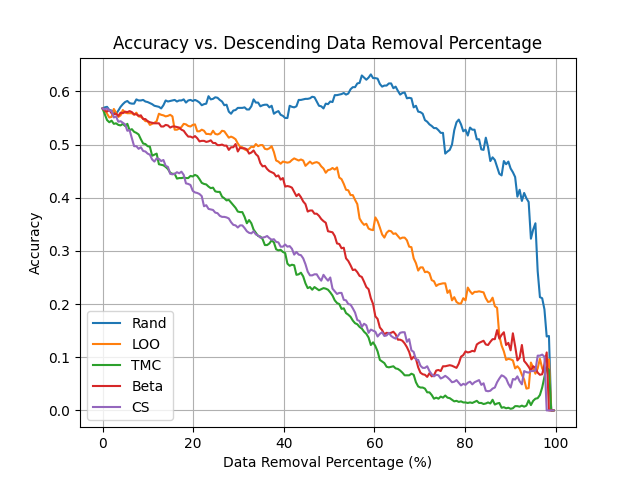 Accuracy vs. Descending Data Removal Percentage
Accuracy
0.6
0.5
0.4
0.3
0.2
0.1
0.0
Rand
LOO
TMC
Beta
CS
0 20 40 60 80 100
Data Removal Percentage (%)